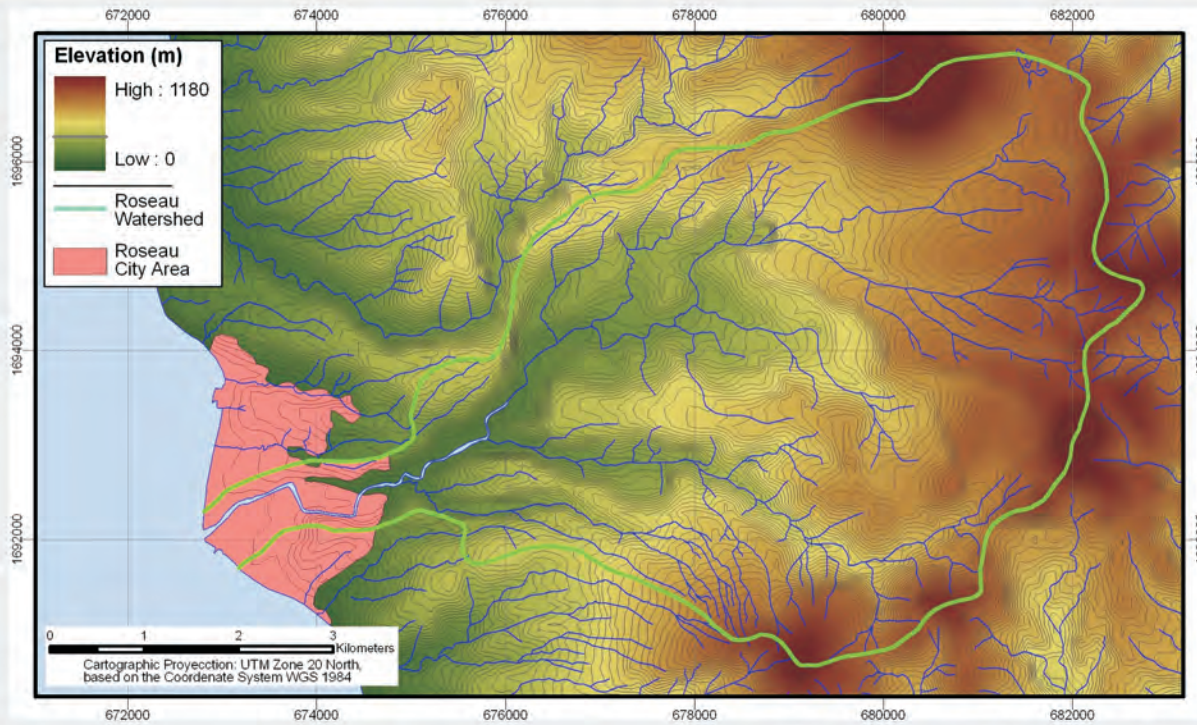 672000 674000 676000 678000 680000 682000
Elevation (m)
High : 1180
Low : 0
Roseau
Watershed
Roseau
City Area
1696000
1694000
1692000
0 1 2 3
Kilometers
Cartographic Proyecction: UTM Zone 20 North,
based on the Coordenate System WGS 1984
672000 674000 676000 678000 680000 682000